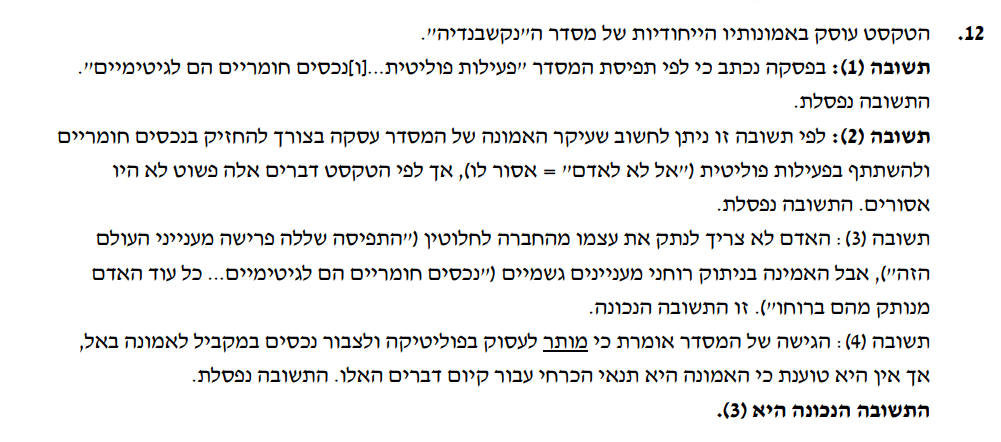 12. הטקסט עוסק באמונותיו הייחודיות של מסדר ה"נקשבנדיה".
תשובה (1): בפסקה נכתב כי לפי תפיסת המסדר "פעילות פוליטית...[ו]נכסים חומריים הם לגיטימיים".
התשובה נפסלת.
תשובה (2): לפי תשובה זו ניתן לחשוב שעיקר האמונה של המסדר עסקה בצורך להחזיק בנכסים חומריים
ולהשתתף בפעילות פוליטית ("אל לא לאדם" = אסור לו), אך לפי הטקסט דברים אלה פשוט לא היו
אסורים. התשובה נפסלת.
תשובה (3): האדם לא צריך לנתק את עצמו מהחברה לחלוטין ("התפיסה שללה פרישה מענייני העולם
הזה"), אבל האמינה בניתוק רוחני מעניינים גשמיים ("נכסים חומריים הם לגיטימיים... כל עוד האדם
מנותק מהם ברוחו"). זו התשובה הנכונה.
תשובה (4): הגישה של המסדר אומרת כי מותר לעסוק בפוליטיקה ולצבור נכסים במקביל לאמונה באל,
אך אין היא טוענת כי האמונה היא תנאי הכרחי עבור קיום דברים האלו. התשובה נפסלת.
התשובה הנכונה היא (3).